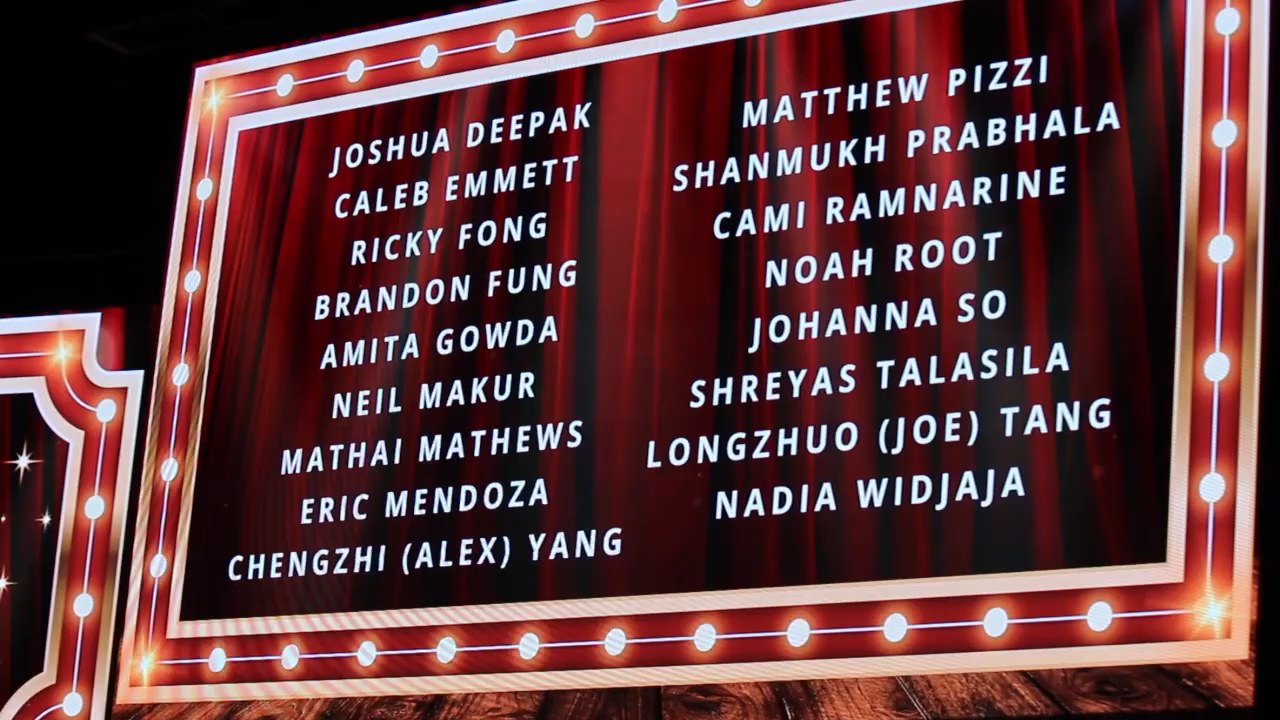 JOSHUA DEEPAK
CALEB EMMETT
RICKY FONG
BRANDON FUNG
AMITA GOWDA
NEIL MAKUR
MATHAI MATHEWS
ERIC MENDOZA
CHENGZHI (ALEX) YANG
MATTHEW PIZZI
SHANMUKH PRABHALA
CAMI RAMNARINE
NOAH ROOT
JOHANNA SO
SHREYAS TALASILA
LONGZHUO (JOE) TANG
NADIA WIDJAJA